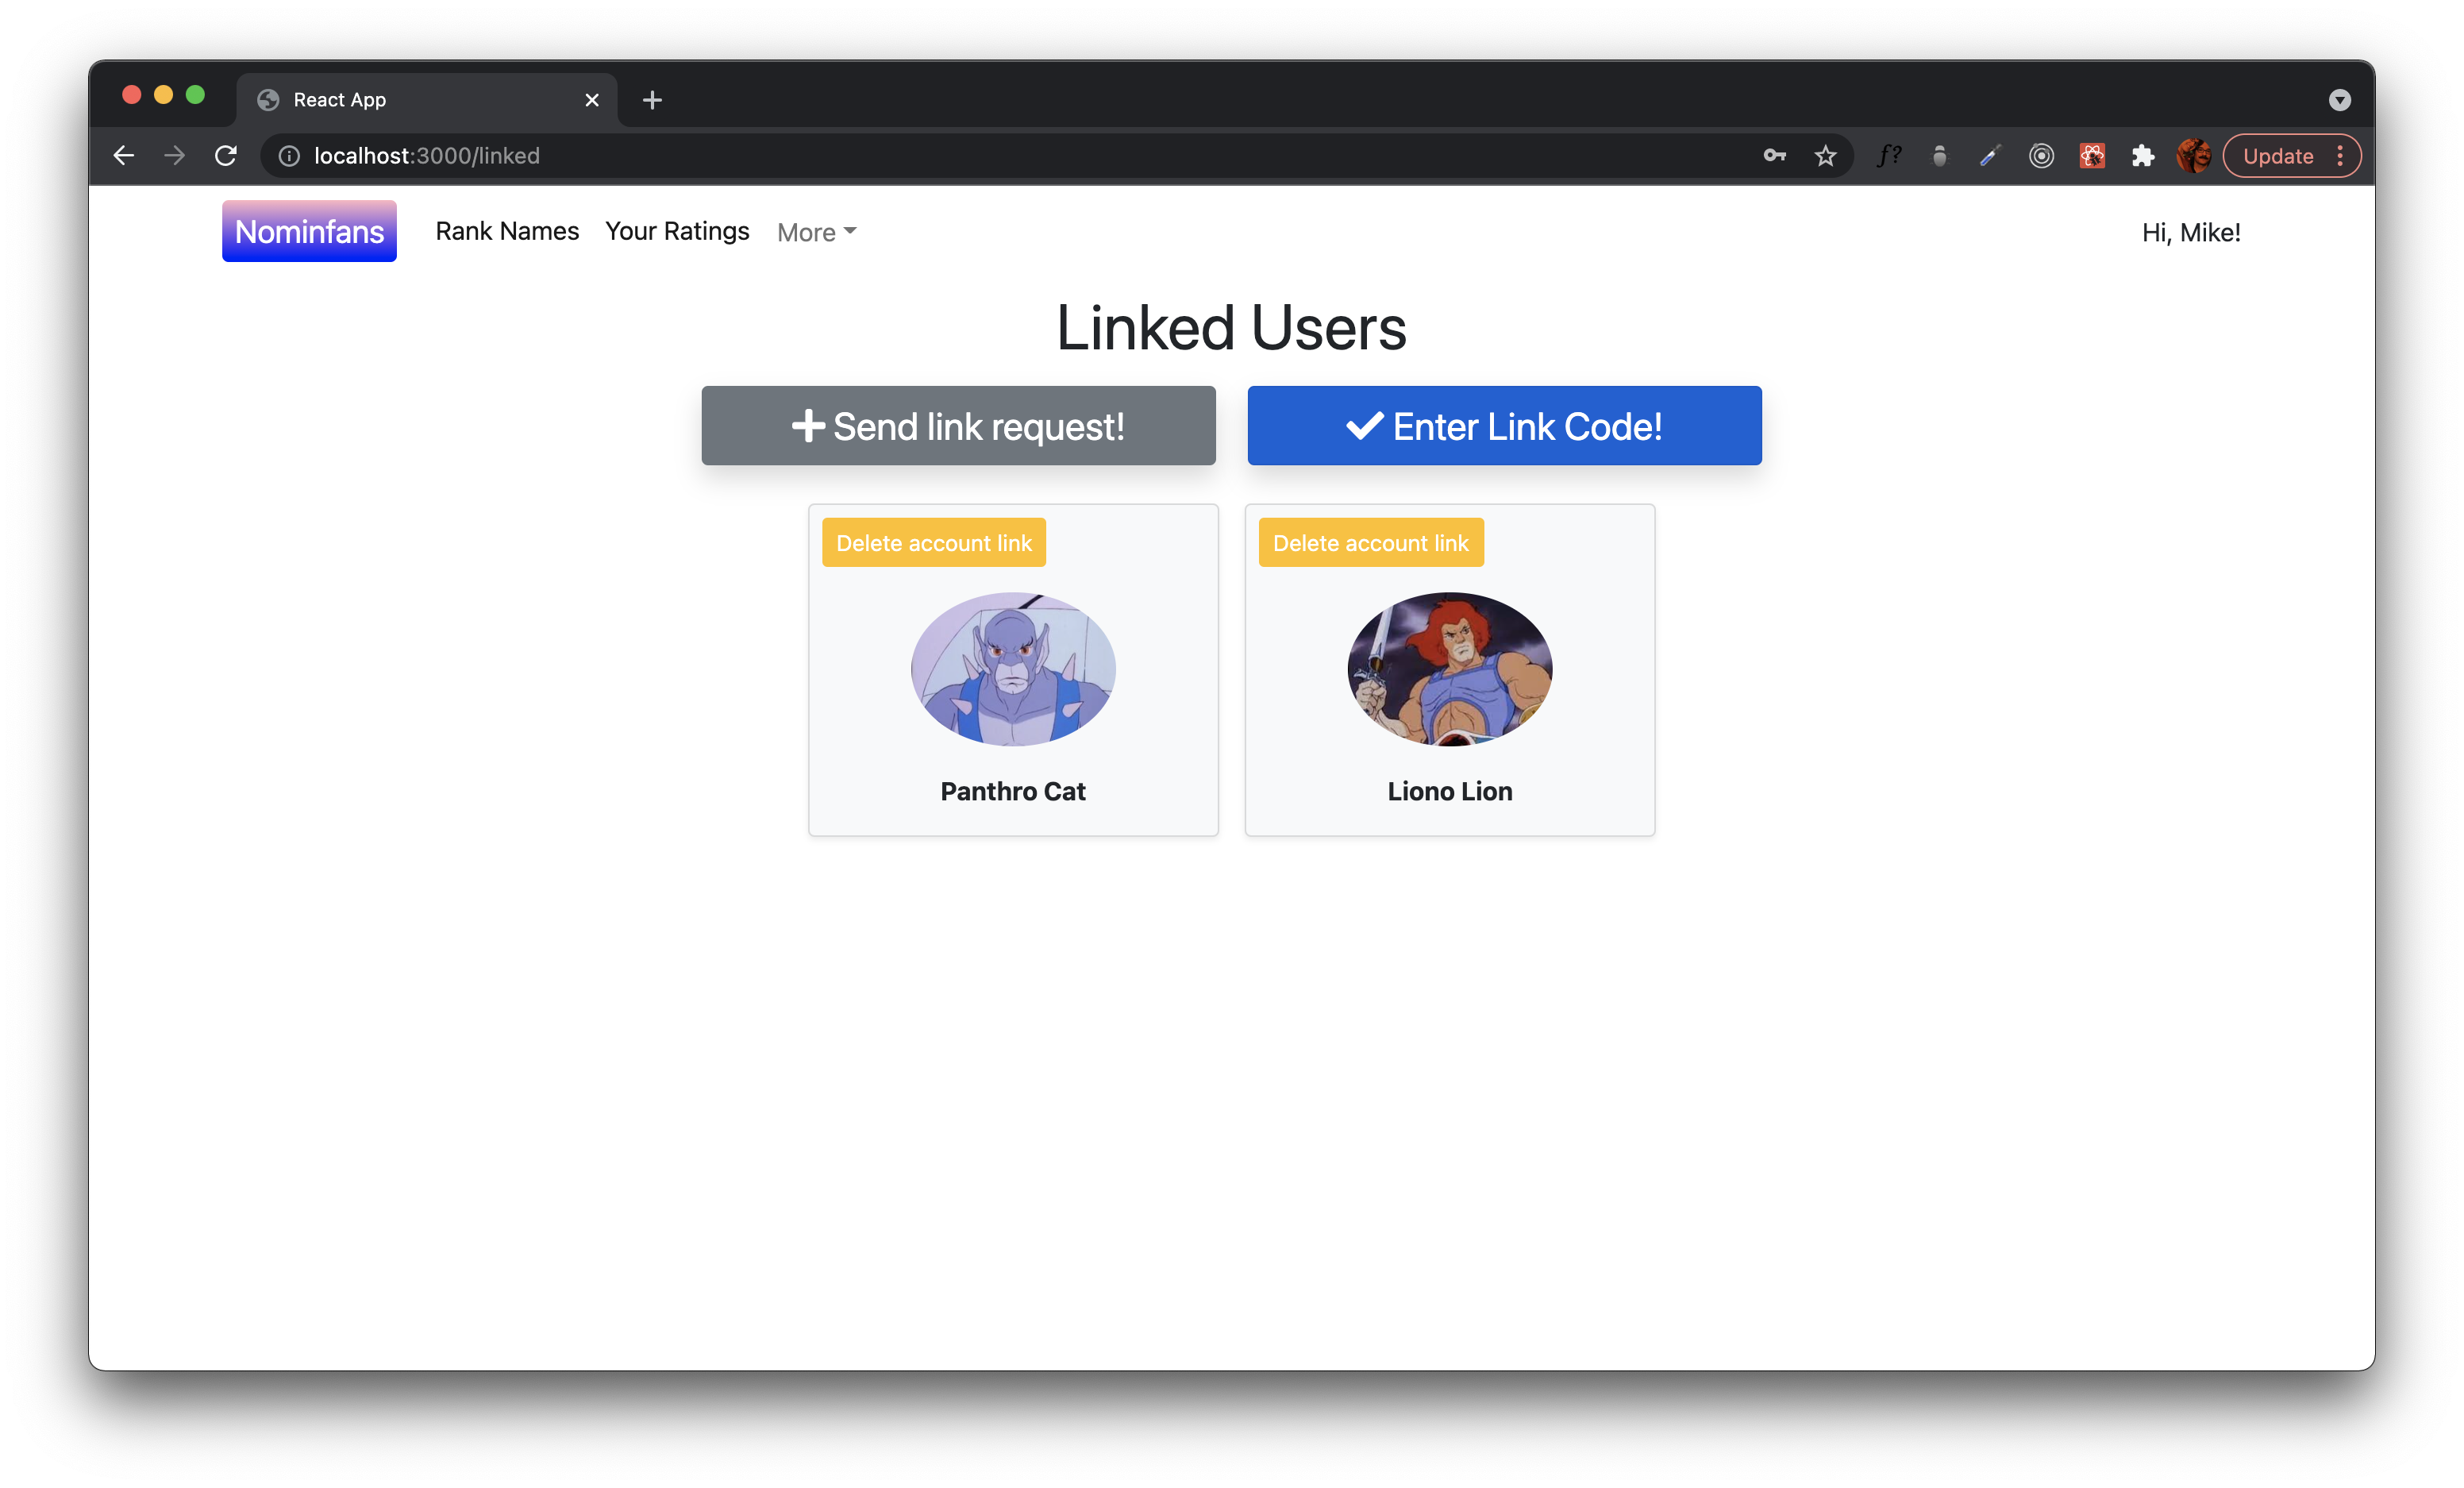 React App
localhost:3000/linked
f?
Update
Nominfans Rank Names Your Ratings More Hi, Mike!
Linked Users
Send link request! Enter Link Code!
Delete account link Delete account link
Panthro Cat Liono Lion